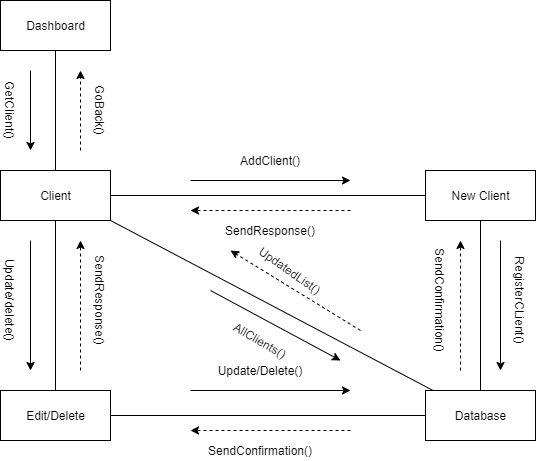 Dashboard
GetClient()
GoBack()
AddClient()
Client
New Client
SendResponse()
UpdatedList()
Update/delete()
SendResponse()
SendConfirmation()
RegisterCLient()
AllClients()
Update/Delete()
Edit/Delete
Database
SendConfirmation()